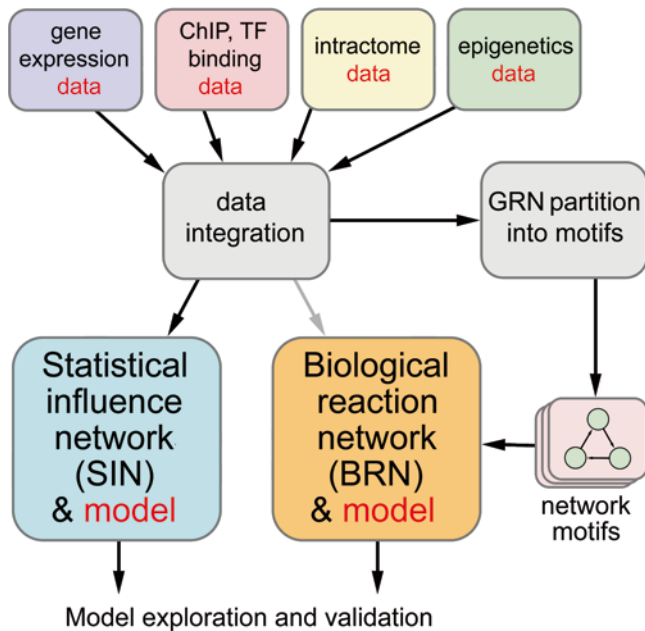 gene
expression
data
ChIP, TF
binding
data
intractome
data
epigenetics
data
data
integration
GRN partition
into motifs
Statistical
influence
network
(SIN)
& model
Biological
reaction
network
(BRN)
& model
network
motifs
Model exploration and validation